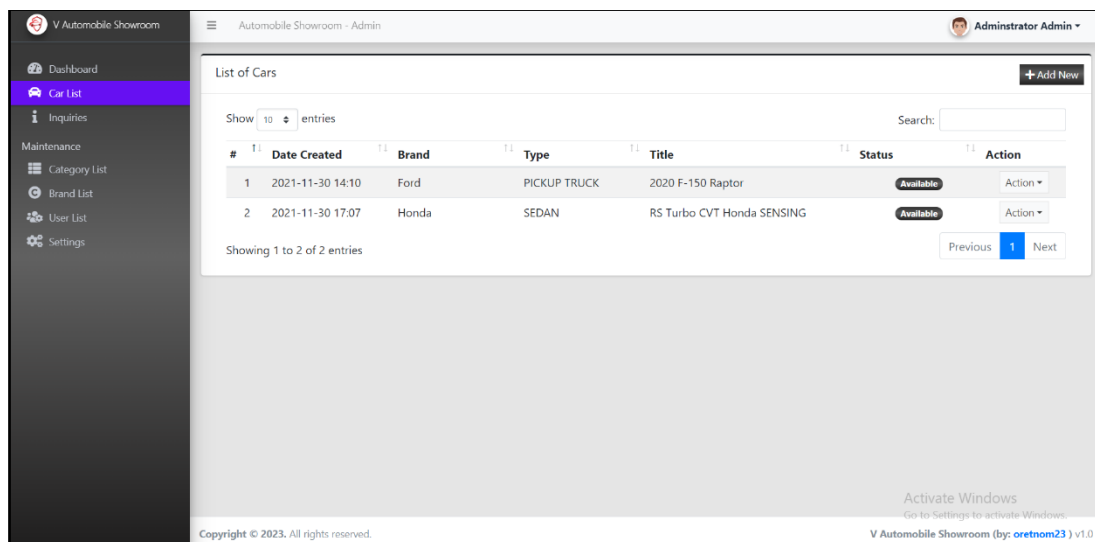 V Automobile Showroom
Automobile Showroom - Admin
Adminstrator Admin
Dashboard
Car List
Inquiries
Maintenance
Category List
Brand List
User List
Settings
List of Cars
+ Add New
Show 10 entries
Search:
# Date Created Brand Type Title Status Action
1 2021-11-30 14:10 Ford PICKUP TRUCK 2020 F-150 Raptor Available Action
2 2021-11-30 17:07 Honda SEDAN RS Turbo CVT Honda SENSING Available Action
Showing 1 to 2 of 2 entries
Previous 1 Next
Activate Windows
Go to Settings to activate Windows.
Copyright © 2023. All rights reserved.
V Automobile Showroom (by: oretnom23 ) v1.0